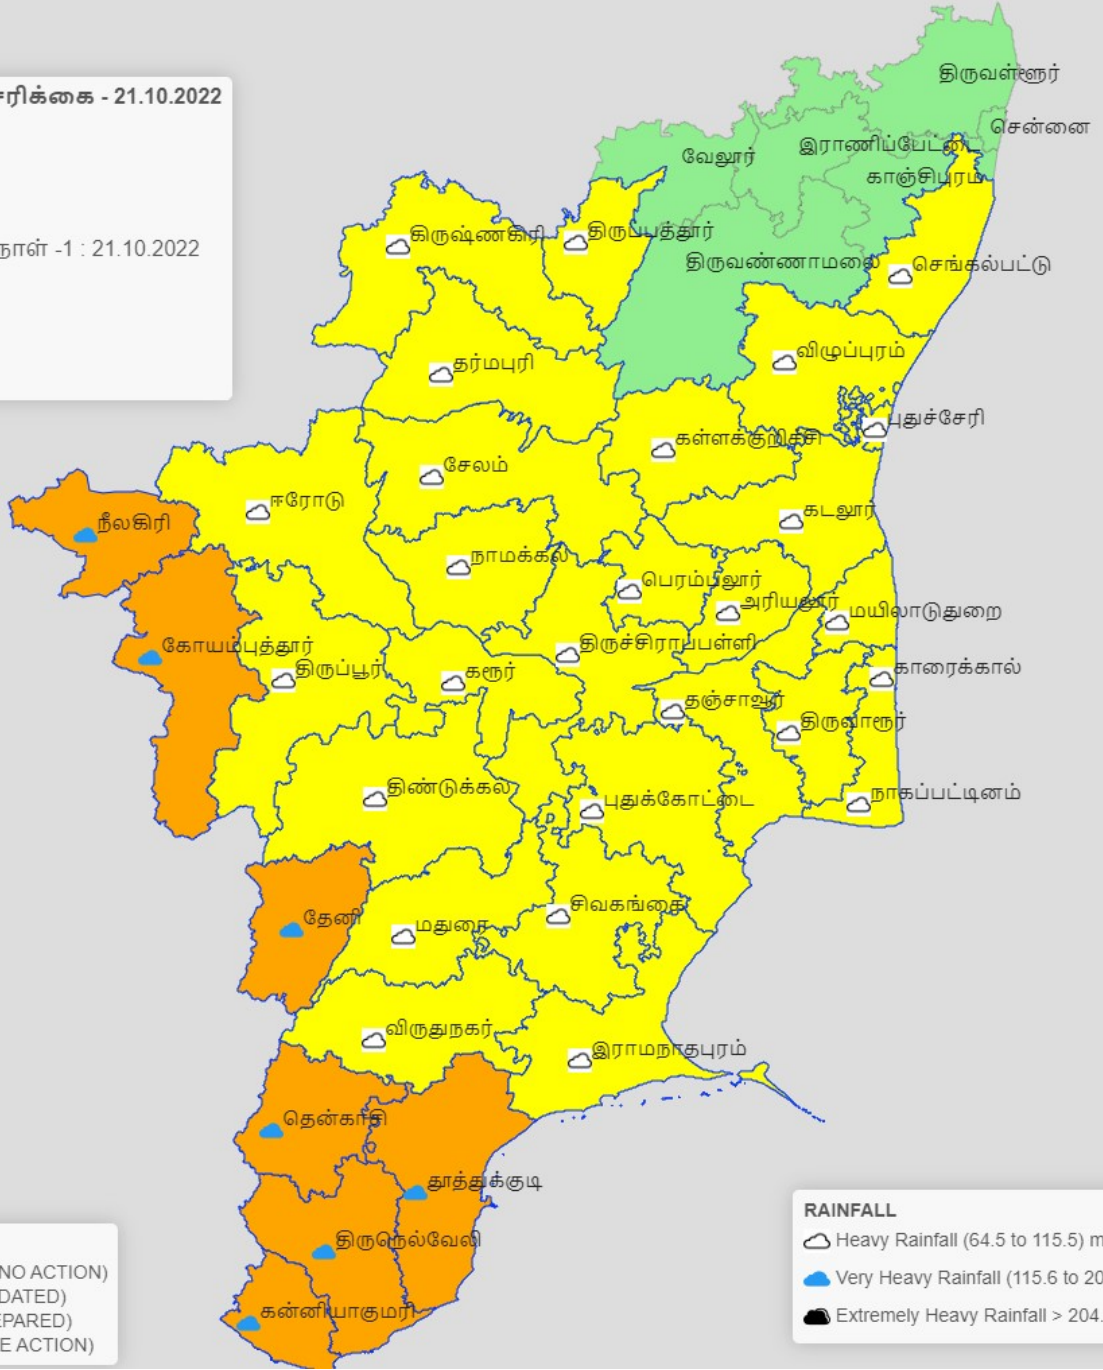 சரிக்கை - 21.10.2022
நாள் -1 : 21.10.2022
திருவள்ளூர்
சென்னை
வேலூர்
இராணிப்பேட்டை
காஞ்சிபுரம்
கிருஷ்ணகிரி
திருப்பத்தூர்
திருவண்ணாமலை
செங்கல்பட்டு
தர்மபுரி
விழுப்புரம்
புதுச்சேரி
கள்ளக்குறிச்சி
சேலம்
ஈரோடு
நீலகிரி
கடலூர்
நாமக்கல்
பெரம்பலூர்
அரியலூர்
மயிலாடுதுறை
கோயம்புத்தூர்
திருப்பூர்
கரூர்
திருச்சிராப்பள்ளி
காரைக்கால்
தஞ்சாவூர்
திருவாரூர்
திண்டுக்கல்
புதுக்கோட்டை
நாகப்பட்டினம்
தேனி
மதுரை
சிவகங்கை
விருதுநகர்
இராமநாதபுரம்
தென்காசி
தூத்துக்குடி
திருநெல்வேலி
கன்னியாகுமரி
NO ACTION)
DATED)
EPARED)
E ACTION)
RAINFALL
Heavy Rainfall (64.5 to 115.5) m
Very Heavy Rainfall (115.6 to 20
Extremely Heavy Rainfall > 204.